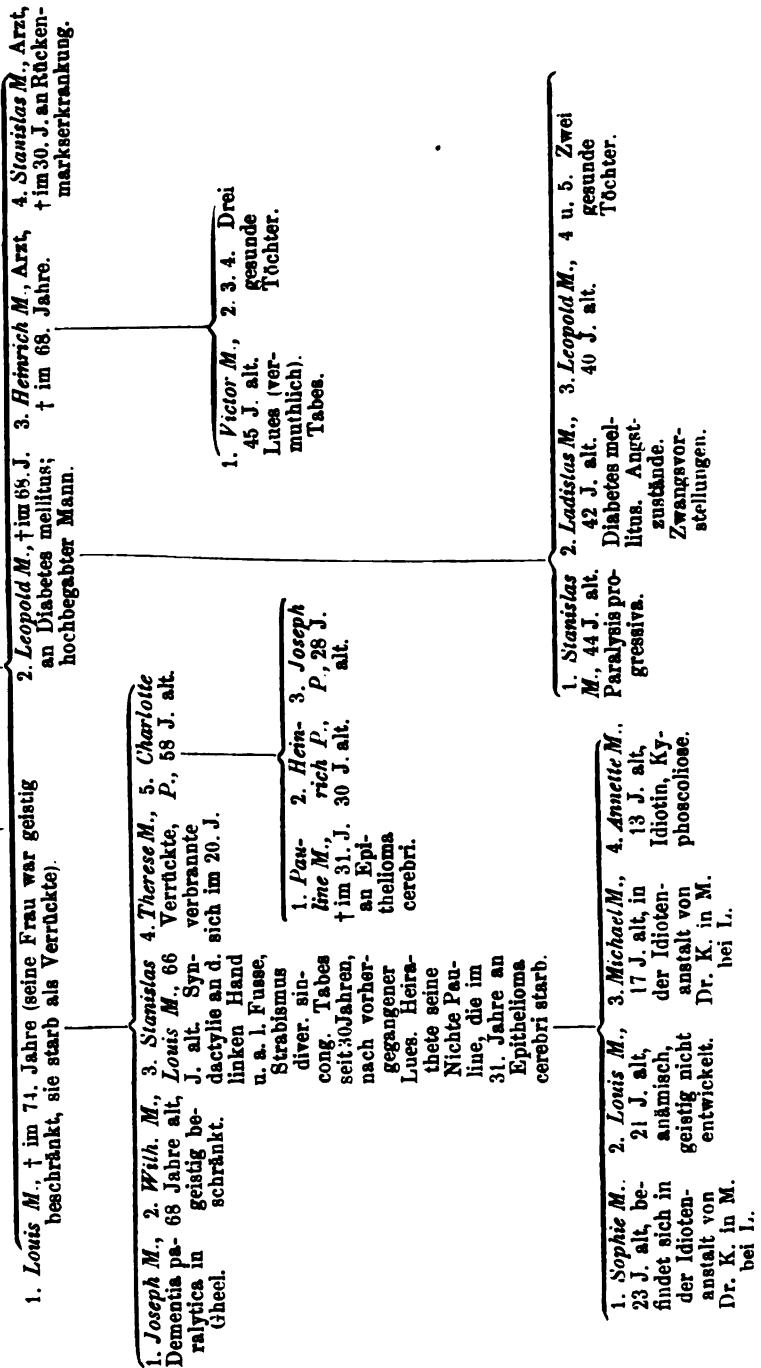 1. Louis M., † im 74. Jahre (seine Frau war geistig
beschränkt, sie starb als Verrückte).
2. Leopold M., † im 68. J.
an Diabetes mellitus;
hochbegabter Mann.
3. Heinrich M., Arzt,
† im 68. Jahre.
4. Stanislas M., Arzt,
† im 30. J. an Rücken-
markserkrankung.
1. Joseph M.,
Dementia pa-
ralytica in
Gheel.
2. Wilh. M.,
68 Jahre alt,
geistig be-
schränkt.
3. Stanislas
Louis M., 66
J. alt. Syn-
dactylie an d.
linken Hand
u. a. l. Fusse,
Strabismus
diver. sin-
cong. Tabes
seit 30 Jahren,
nach vorher-
gegangener
Lues. Heira-
thete seine
Nichte Pau-
line, die im
31. Jahre an
Epithelioma
cerebri starb.
4. Therese M.,
Verrückte,
verbrannte
sich im 20. J.
5. Charlotte
P., 58 J. alt.
1. Victor M.,
45 J. alt.
Lues (ver-
muthlich).
Tabes.
2. 3. 4. Drei
gesunde
Töchter.
1. Pau-
line M.,
† im 31. J.
an Epi-
thelioma
cerebri.
2. Hein-
rich P.,
30 J. alt.
3. Joseph
P., 28 J.
alt.
1. Stanislas
M., 44 J. alt.
Paralysis pro-
gressiva.
2. Ladislas M.,
42 J. alt.
Diabetes mel-
litus. Angst-
zustände.
Zwangsvor-
stellungen.
3. Leopold M.,
40 J. alt.
4 u. 5. Zwei
gesunde
Töchter.
1. Sophie M..
23 J. alt, be-
findet sich in
der Idioten-
anstalt von
Dr. K. in M.
bei L.
2. Louis M.,
21 J. alt,
anämisch,
geistig nicht
entwickelt.
3. Michael M.,
17 J. alt, in
der Idioten-
anstalt von
Dr. K. in M.
bei L.
4. Annette M.,
13 J. alt,
Idiotin, Ky-
phoscoliose.